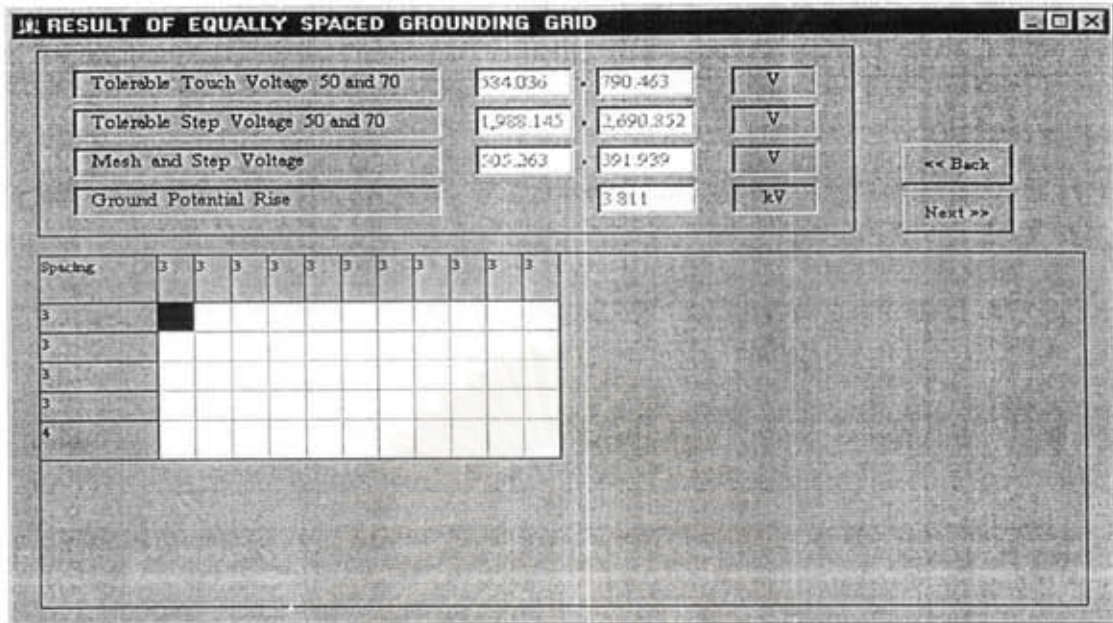 RESULT OF EQUALLY SPACED GROUNDING GRID
Tolerable Touch Voltage 50 and 70 584.036 , 790.463 V
Tolerable Step Voltage 50 and 70 1,988.145 , 2,690.852 V
Mesh and Step Voltage 505.263 , 391.939 V
<< Back
Ground Potential Rise 3.811 kV
Next >>
Spacing 3 3 3 3 3 3 3 3 3 3 3
3
3
3
3
4